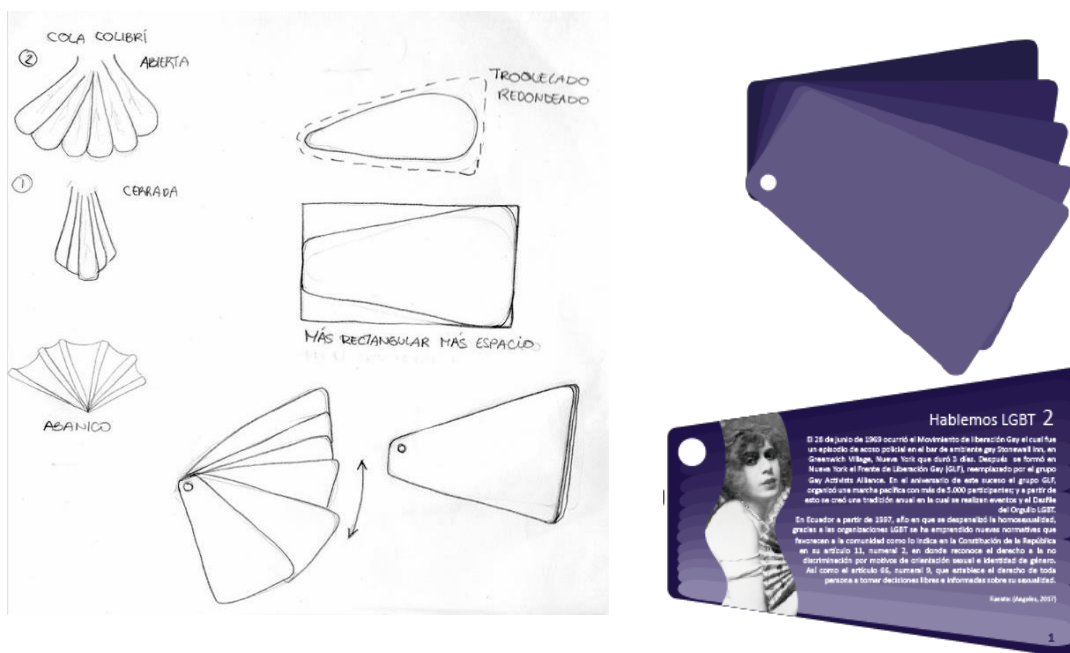 COLA COLIBRÍ
2
ABIERTA
1
CERRADA
ABANICO
TROQUELADO
REDONDEADO
MÁS RECTANGULAR MÁS ESPACIO
Hablemos LGBT 2
El 28 de junio de 1969 ocurrió el Movimiento de liberación Gay el cual fue
un episodio de acoso policial en el bar de ambiente gay Stonewall Inn, en
Greenwich Village, Nueva York que duró 3 días. Después se formó en
Nueva York el Frente de Liberación Gay (GLF), reemplazado por el grupo
Gay Activists Alliance. En el aniversario de este suceso el grupo GLF,
organizó una marcha pacífica con más de 5.000 participantes; y a partir de
esto se creó una tradición anual en la cual se realizan eventos y el Desfile
del Orgullo LGBT.
En Ecuador a partir de 1997, año en que se despenalizó la homosexualidad,
gracias a las organizaciones LGBT se ha emprendido nuevas normativas que
favorecen a la comunidad como lo indica en la Constitución de la República
en su artículo 11, numeral 2, en donde reconoce el derecho a la no
discriminación por motivos de orientación sexual e identidad de género.
Así como el artículo 66, numeral 9, que establece el derecho de toda
persona a tomar decisiones libres e informadas sobre su sexualidad.
Fuente: (Angeles, 2017)
1